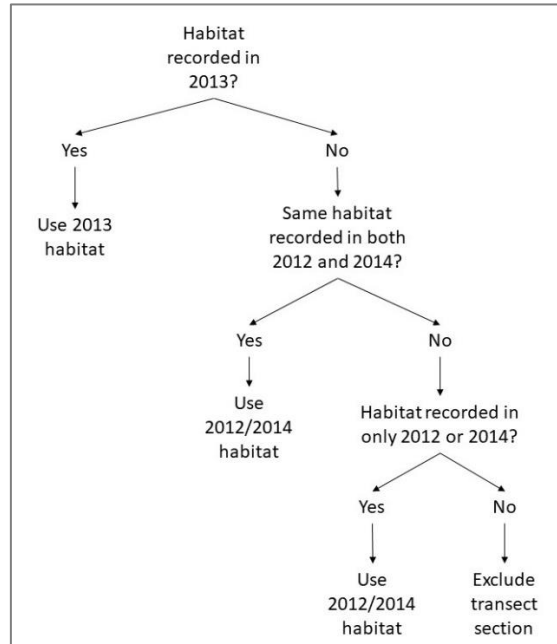 Habitat
recorded in
2013?
Yes
No
Use 2013
habitat
Same habitat
recorded in both
2012 and 2014?
Yes
No
Use
2012/2014
habitat
Habitat recorded in
only 2012 or 2014?
Yes
No
Use
2012/2014
habitat
Exclude
transect
section